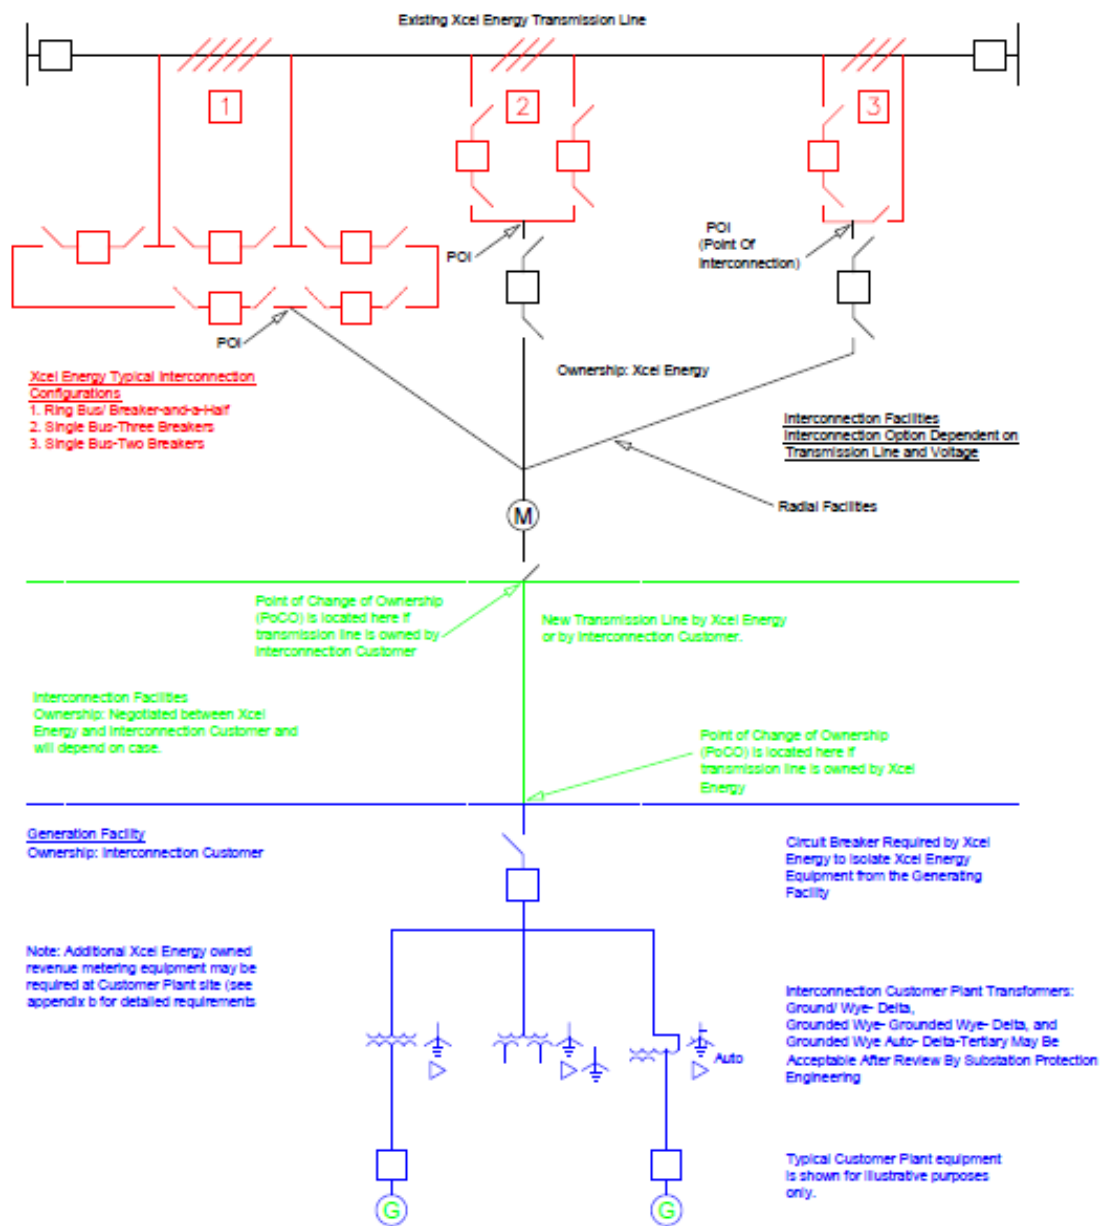 Existing Xcel Energy Transmission Line
1
2
3
POI
POI
(Point Of
Interconnection)
POI
POI
Ownership: Xcel Energy
Xcel Energy Typical Interconnection
Configurations
1. Ring Bus/ Breaker-and-a-Half
2. Single Bus-Three Breakers
3. Single Bus-Two Breakers
Interconnection Facilities
Interconnection Option Dependent on
Transmission Line and Voltage
Radial Facilities
M
Point of Change of Ownership
(PoCO) is located here if
transmission line is owned by
Interconnection Customer
New Transmission Line by Xcel Energy
or by Interconnection Customer.
Interconnection Facilities
Ownership: Negotiated between Xcel
Energy and Interconnection Customer and
will depend on case.
Point of Change of Ownership
(PoCO) is located here if
transmission line is owned by Xcel
Energy
Generation Facility
Ownership: Interconnection Customer
Circuit Breaker Required by Xcel
Energy to Isolate Xcel Energy
Equipment from the Generating
Facility
Note: Additional Xcel Energy owned
revenue metering equipment may be
required at Customer Plant site (see
appendix b for detailed requirements
Interconnection Customer Plant Transformers:
Ground/ Wye- Delta,
Grounded Wye- Grounded Wye- Delta, and
Grounded Wye Auto- Delta-Tertiary May Be
Acceptable After Review By Substation Protection
Engineering
Auto
Typical Customer Plant equipment
is shown for illustrative purposes
only.
G
G